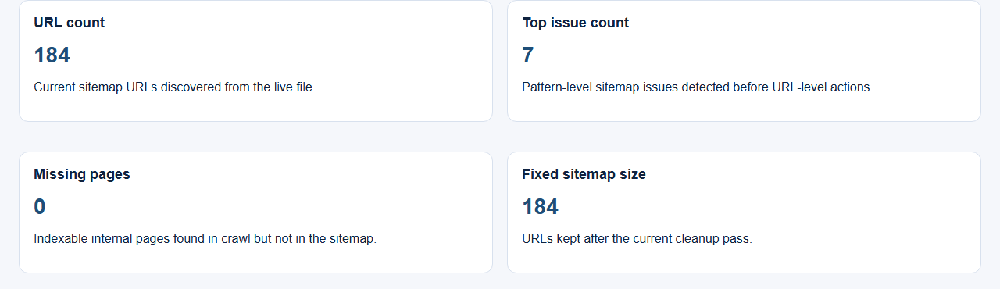 URL count
184
Current sitemap URLs discovered from the live file.
Top issue count
7
Pattern-level sitemap issues detected before URL-level actions.
Missing pages
0
Indexable internal pages found in crawl but not in the sitemap.
Fixed sitemap size
184
URLs kept after the current cleanup pass.